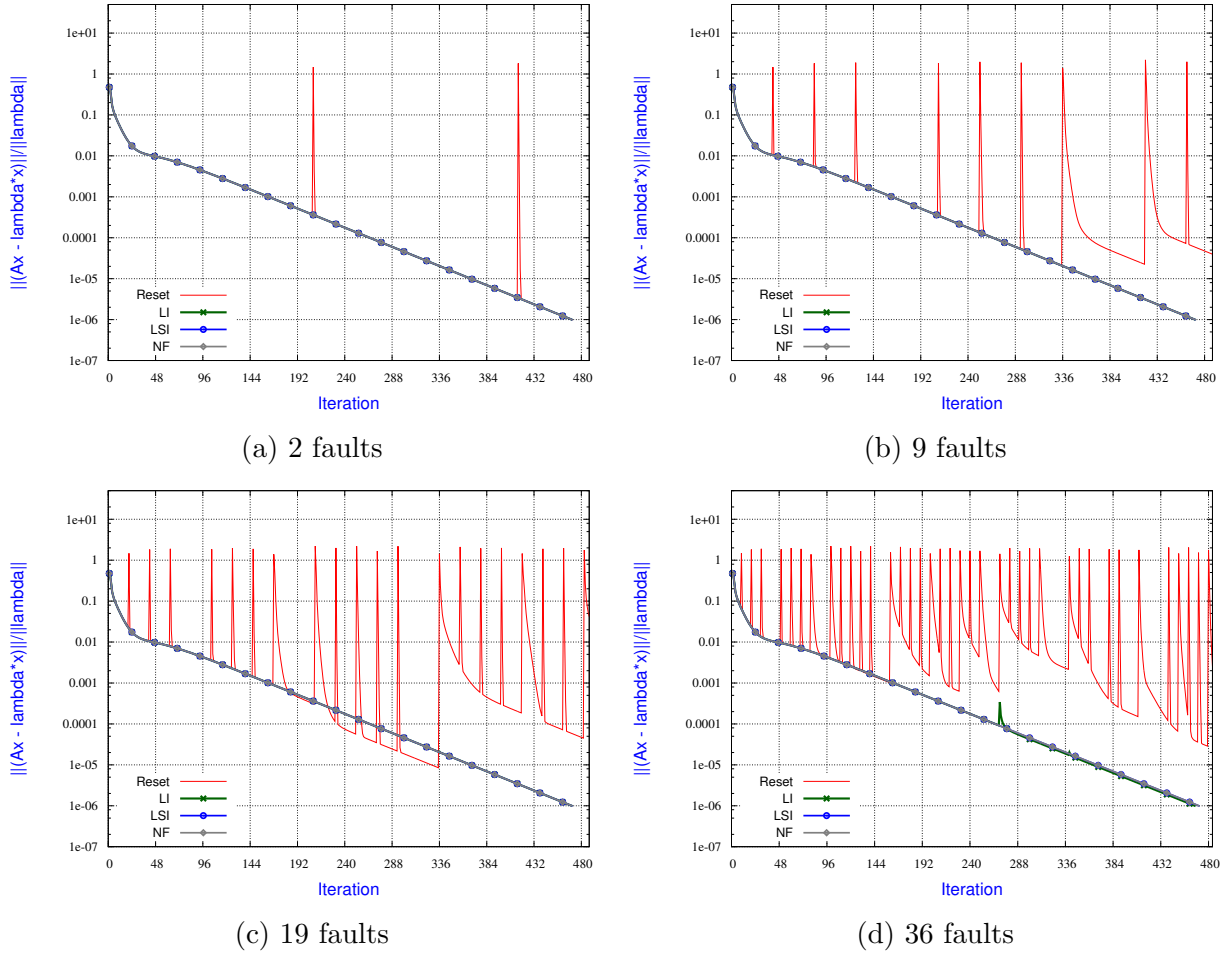 ||(Ax - lambda*x)||/||lambda||
1e+01
1
0.1
0.01
0.001
0.0001
1e-05
1e-06
1e-07
Reset
LI
LSI
NF
0 48 96 144 192 240 288 336 384 432 480
Iteration
(a) 2 faults
||(Ax - lambda*x)||/||lambda||
1e+01
1
0.1
0.01
0.001
0.0001
1e-05
1e-06
1e-07
Reset
LI
LSI
NF
0 48 96 144 192 240 288 336 384 432 480
Iteration
(b) 9 faults
||(Ax - lambda*x)||/||lambda||
1e+01
1
0.1
0.01
0.001
0.0001
1e-05
1e-06
1e-07
Reset
LI
LSI
NF
0 48 96 144 192 240 288 336 384 432 480
Iteration
(c) 19 faults
||(Ax - lambda*x)||/||lambda||
1e+01
1
0.1
0.01
0.001
0.0001
1e-05
1e-06
1e-07
Reset
LI
LSI
NF
0 48 96 144 192 240 288 336 384 432 480
Iteration
(d) 36 faults